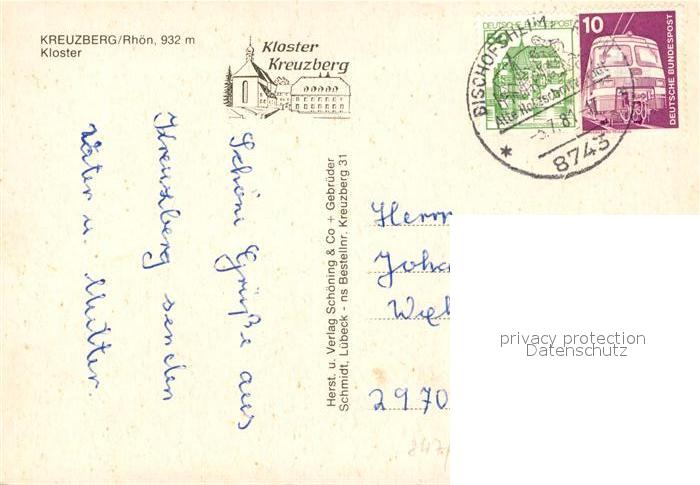 KREUZBERG/Rhön, 932 m
Kloster
Kloster
Kreuzberg
DEUTSCHE BUNDESPOST
10
DEUTSCHE BUNDESPOST
BISCHOFSHEIM
8743
Schöne Grüße aus
Kreuzberg senden
Vater u. Mutter.
Herst. u. Verlag Schöning & Co + Gebrüder
Schmidt, Lübeck - ns Bestellnr. Kreuzberg 31
Herrn
Joha
2970
privacy protection
Datenschutz